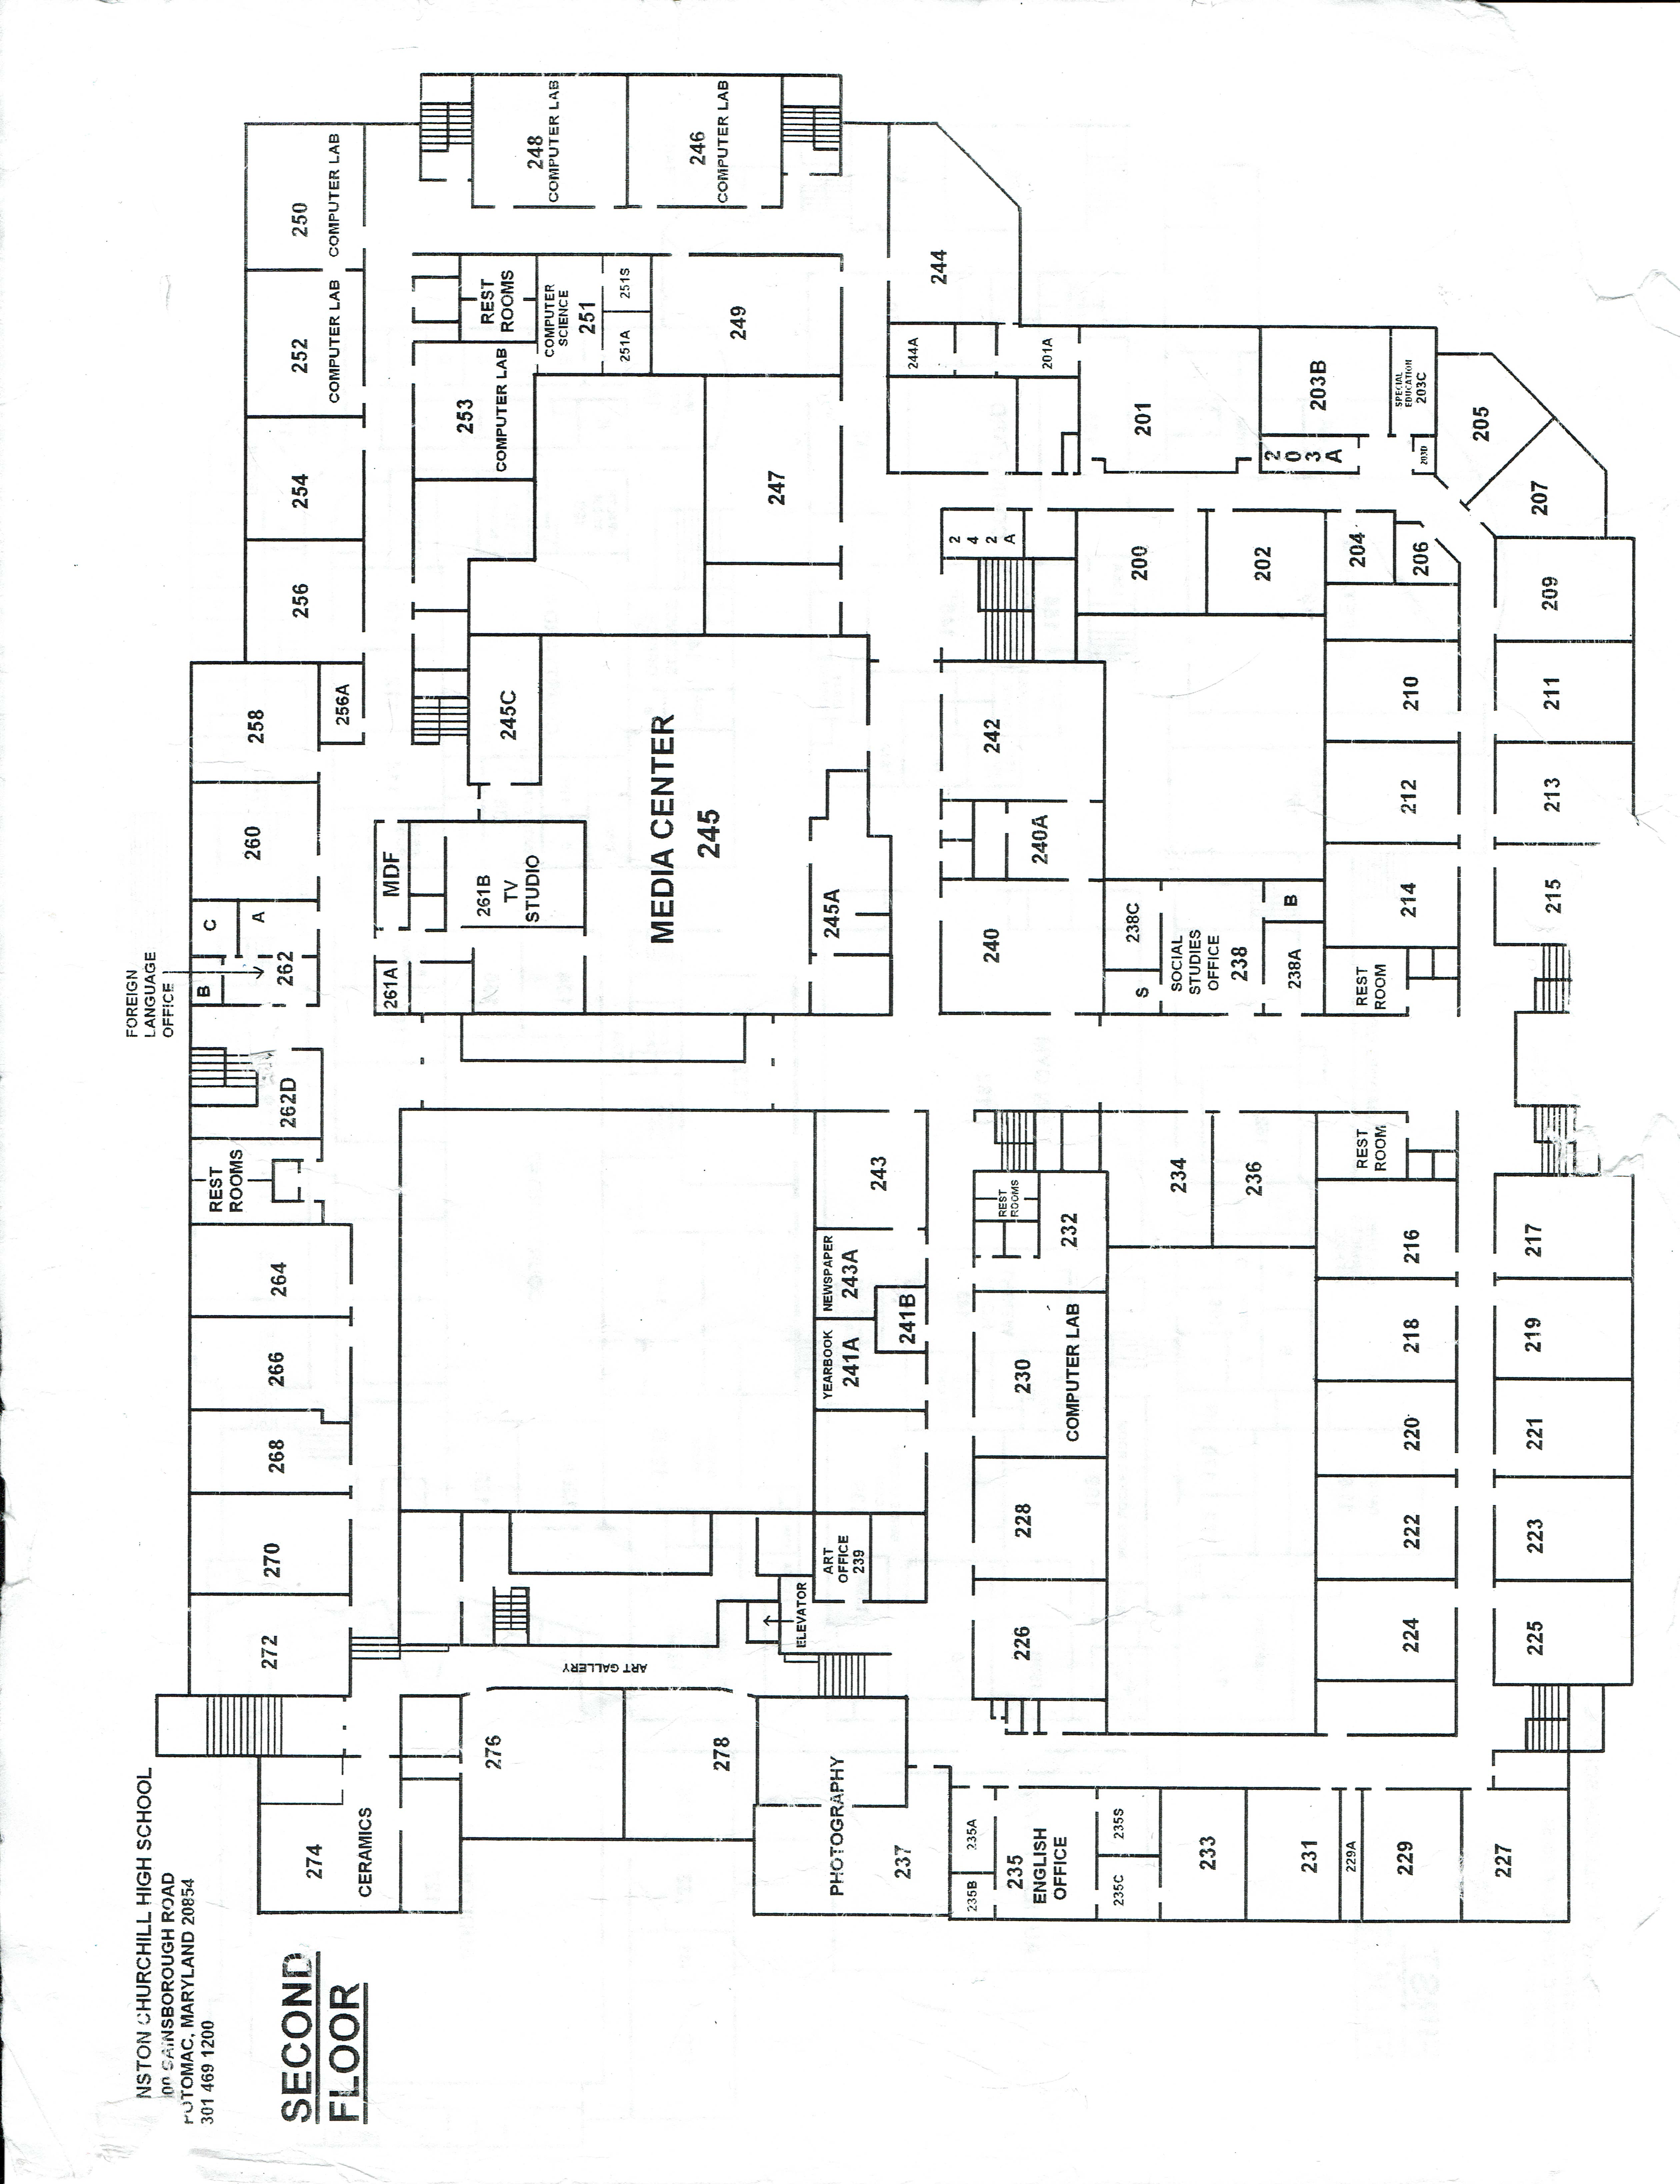 NSTON CHURCHILL HIGH SCHOOL
00 GAINSBOROUGH ROAD
POTOMAC, MARYLAND 20854
301 469 1200
SECOND
FLOOR
FOREIGN
LANGUAGE
OFFICE
274
CERAMICS
272
270
268
266
264
REST
ROOMS
262D
B
262
C
A
260
258
256A
256
254
252
COMPUTER LAB
250
COMPUTER LAB
261A
MDF
261B
TV
STUDIO
245C
253
COMPUTER LAB
REST
ROOMS
COMPUTER
SCIENCE
251
251A
251S
248
COMPUTER LAB
246
COMPUTER LAB
276
278
ART GALLERY
MEDIA CENTER
245
245A
247
249
PHOTOGRAPHY
237
ELEVATOR
ART
OFFICE
239
YEARBOOK
241A
241B
NEWSPAPER
243A
243
244
244A
201A
235A
235B
235
ENGLISH
OFFICE
235S
235C
226
228
230
COMPUTER LAB
REST
ROOMS
232
240
240A
242
242A
234
236
238C
S
SOCIAL
STUDIES
OFFICE
238
238A
B
200
202
201
203A
203B
SPECIAL
EDUCATION
203C
203D
204
206
205
207
233
231
229A
229
227
224
222
220
218
216
REST
ROOM
REST
ROOM
214
212
210
225
223
221
219
217
215
213
211
209